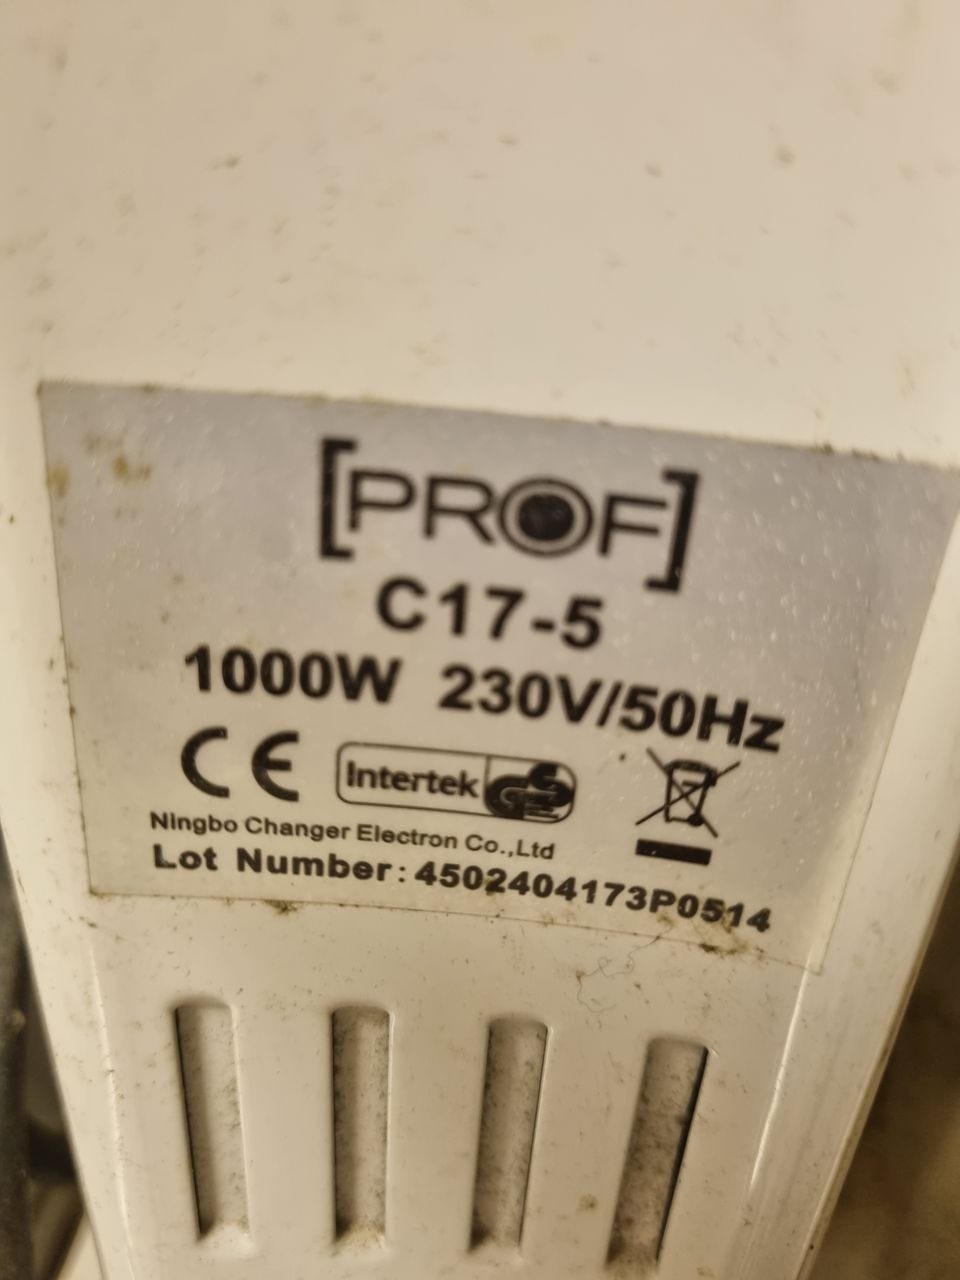 [PROF]
C17-5
1000W 230V/50Hz
CE Intertek GS
Ningbo Changer Electron Co.,Ltd
Lot Number: 4502404173P0514